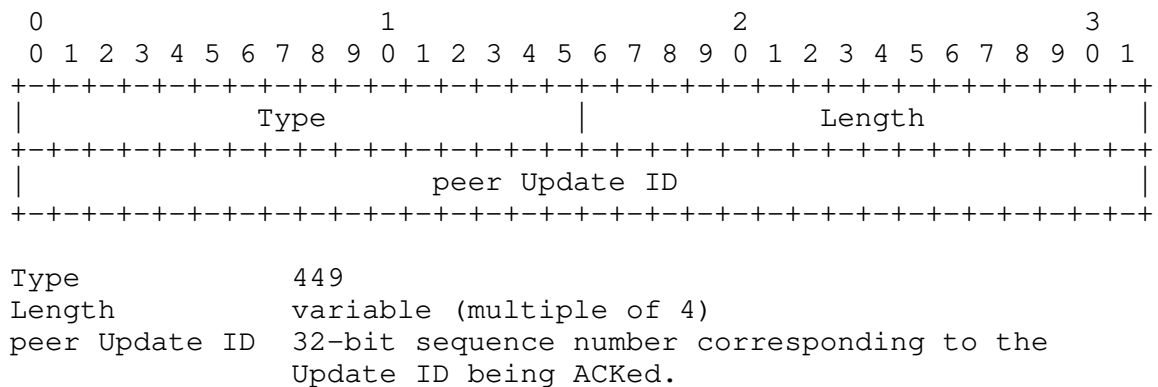 0                   1                   2                   3
 0 1 2 3 4 5 6 7 8 9 0 1 2 3 4 5 6 7 8 9 0 1 2 3 4 5 6 7 8 9 0 1
+-+-+-+-+-+-+-+-+-+-+-+-+-+-+-+-+-+-+-+-+-+-+-+-+-+-+-+-+-+-+-+-+
|             Type              |             Length            |
+-+-+-+-+-+-+-+-+-+-+-+-+-+-+-+-+-+-+-+-+-+-+-+-+-+-+-+-+-+-+-+-+
|                       peer Update ID                          |
+-+-+-+-+-+-+-+-+-+-+-+-+-+-+-+-+-+-+-+-+-+-+-+-+-+-+-+-+-+-+-+-+
Type            449
Length          variable (multiple of 4)
peer Update ID  32-bit sequence number corresponding to the
                Update ID being ACKed.